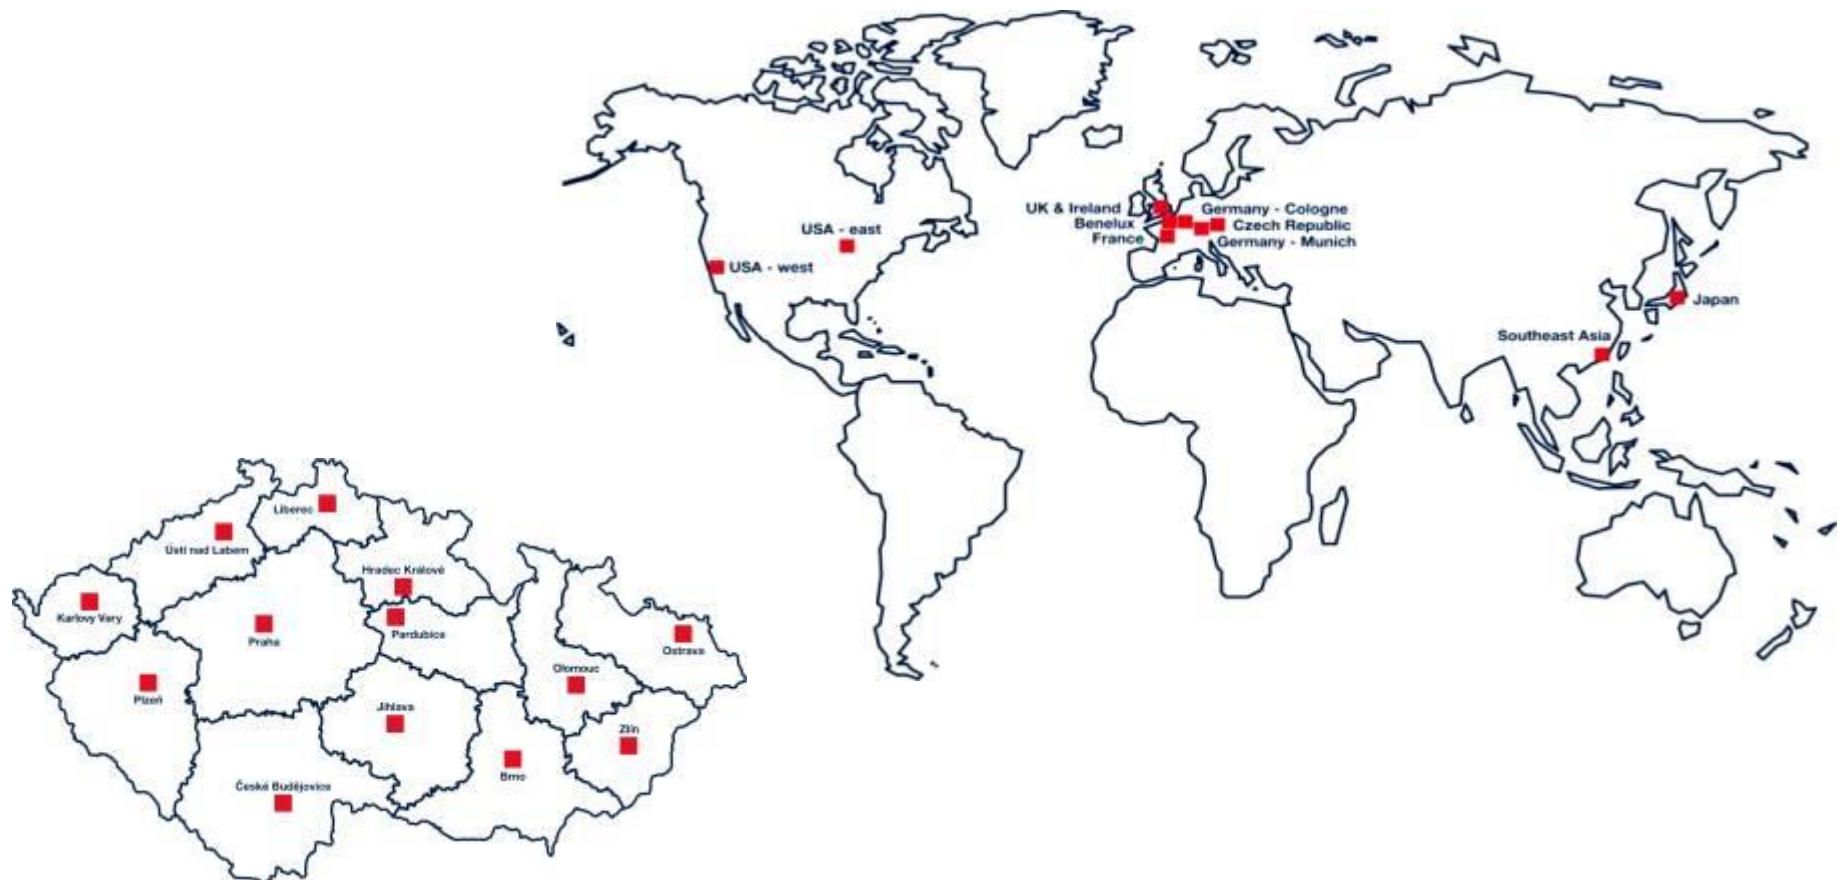 UK & Ireland
Benelux
France
Germany - Cologne
Czech Republic
Germany - Munich
USA - east
USA - west
Japan
Southeast Asia
Liberec
Ústí nad Labem
Hradec Králové
Karlovy Vary
Praha
Pardubice
Ostrava
Olomouc
Plzeň
Jihlava
Zlín
Brno
České Budějovice